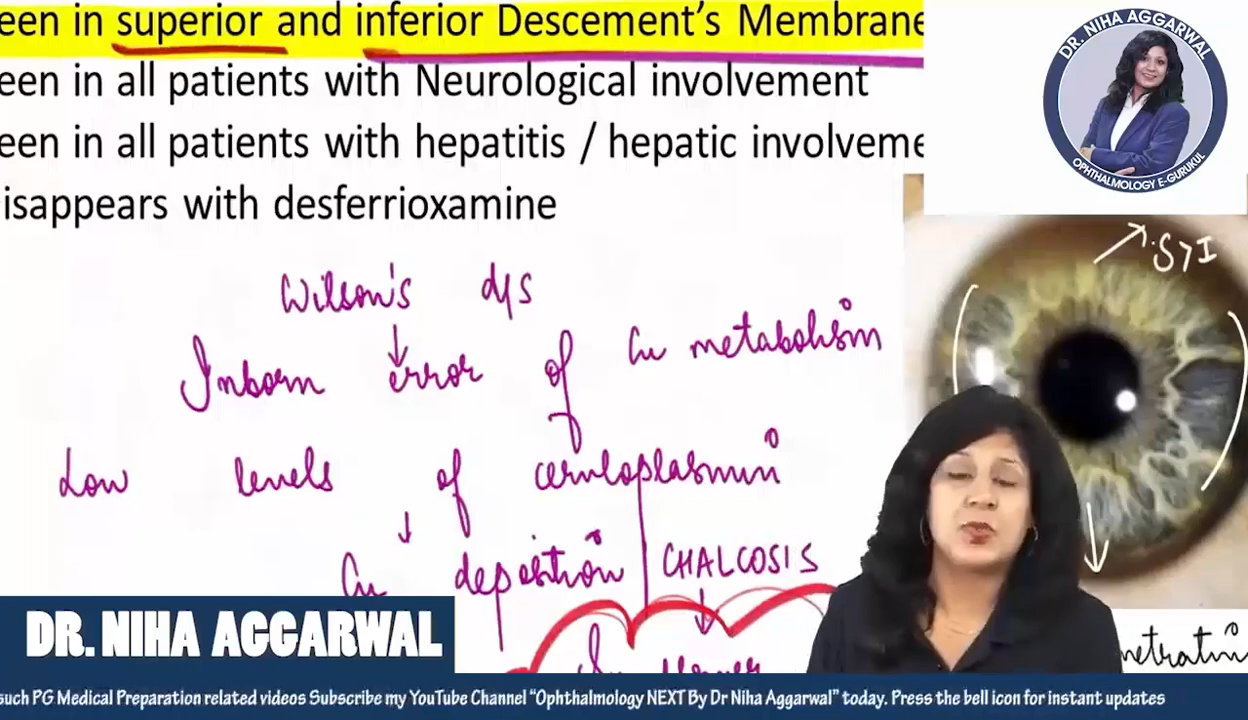 een in superior and inferior Descement's Membrane
een in all patients with Neurological involvement
een in all patients with hepatitis / hepatic involveme
isappears with desferrioxamine
DR. NIHA AGGARWAL
OPHTHALMOLOGY E-GURUKUL
S>I
Wilson's d/s
Inborn error of Cu metabolism
Low levels of ceruloplasmin
Cu deposition CHALCOSIS
DR. NIHA AGGARWAL
netration
such PG Medical Preparation related videos Subscribe my YouTube Channel "Ophthalmology NEXT By Dr Niha Aggarwal" today. Press the bell icon for instant updates